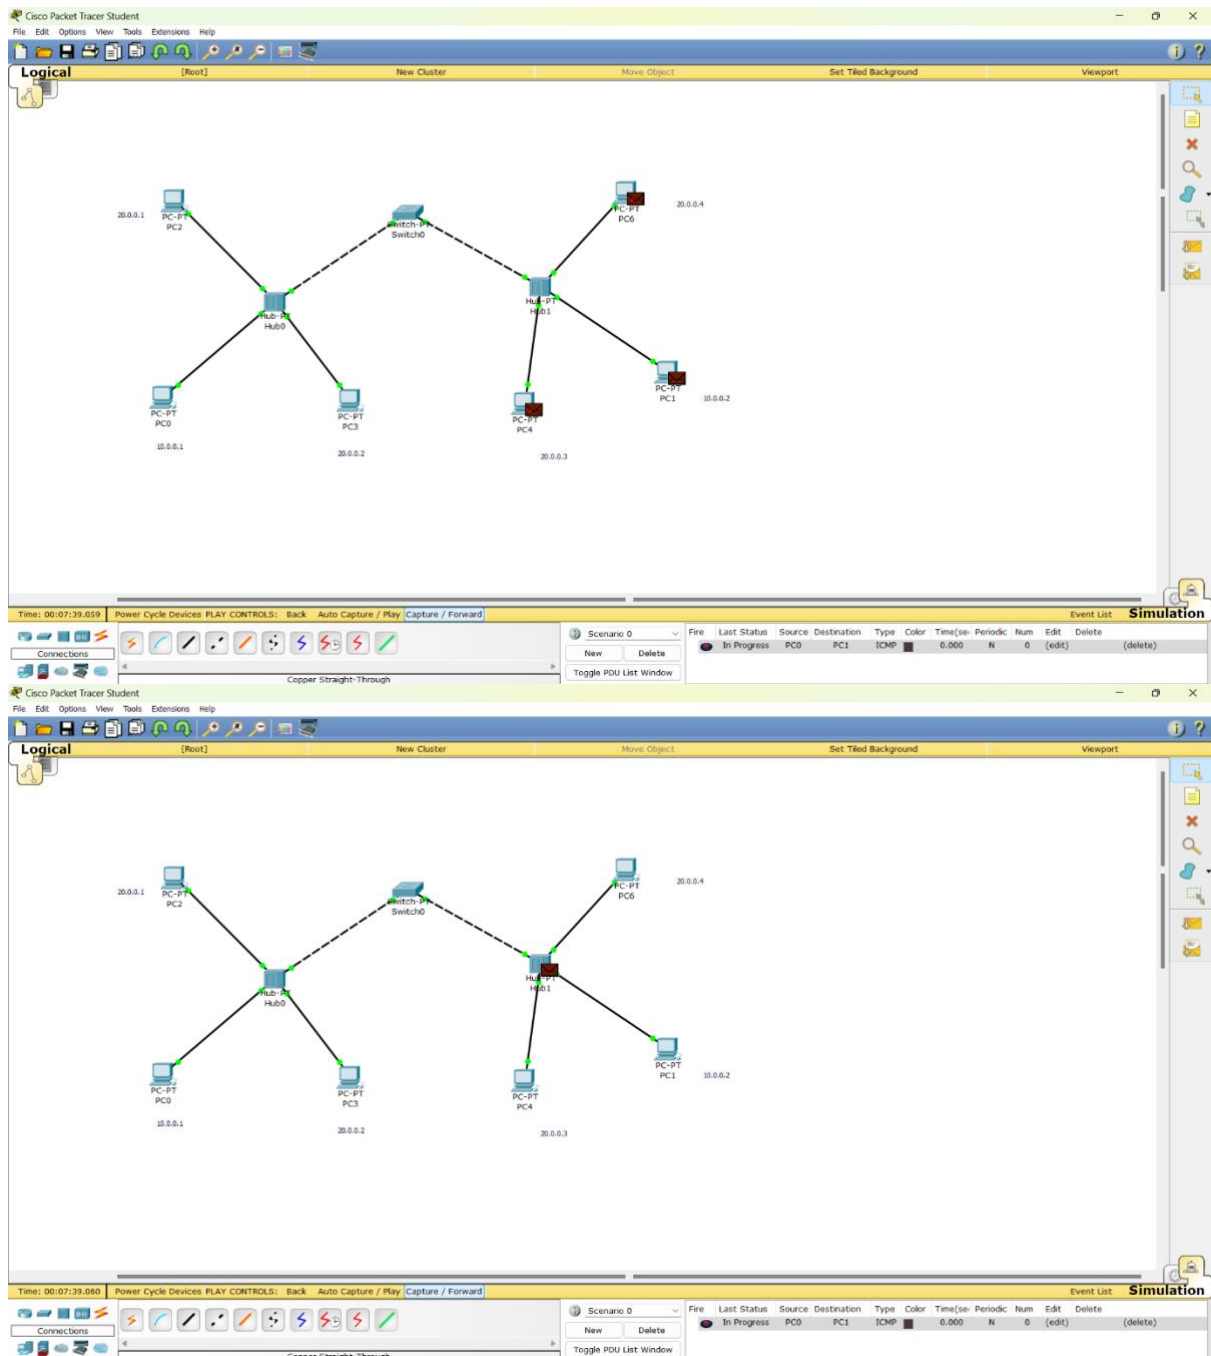 Cisco Packet Tracer Student
File Edit Options View Tools Extensions Help
Logical [Root] New Cluster Move Object Set Tiled Background Viewport
20.0.0.1
PC-PT
PC2
Switch-PT
Switch0
PC-PT
PC6
20.0.0.4
Hub-PT
Hub0
Hub-PT
Hub1
PC-PT
PC0
10.0.0.1
PC-PT
PC3
20.0.0.2
PC-PT
PC4
20.0.0.3
PC-PT
PC1
10.0.0.2
Time: 00:07:39.059 Power Cycle Devices PLAY CONTROLS: Back Auto Capture / Play Capture / Forward Event List Simulation
Connections
Copper Straight-Through
Scenario 0
New Delete
Toggle PDU List Window
Fire Last Status Source Destination Type Color Time(se Periodic Num Edit Delete
In Progress PC0 PC1 ICMP 0.000 N 0 (edit) (delete)
Cisco Packet Tracer Student
File Edit Options View Tools Extensions Help
Logical [Root] New Cluster Move Object Set Tiled Background Viewport
20.0.0.1
PC-PT
PC2
Switch-PT
Switch0
PC-PT
PC6
20.0.0.4
Hub-PT
Hub0
Hub-PT
Hub1
PC-PT
PC0
10.0.0.1
PC-PT
PC3
20.0.0.2
PC-PT
PC4
20.0.0.3
PC-PT
PC1
10.0.0.2
Time: 00:07:39.060 Power Cycle Devices PLAY CONTROLS: Back Auto Capture / Play Capture / Forward Event List Simulation
Connections
Copper Straight-Through
Scenario 0
New Delete
Toggle PDU List Window
Fire Last Status Source Destination Type Color Time(se Periodic Num Edit Delete
In Progress PC0 PC1 ICMP 0.000 N 0 (edit) (delete)